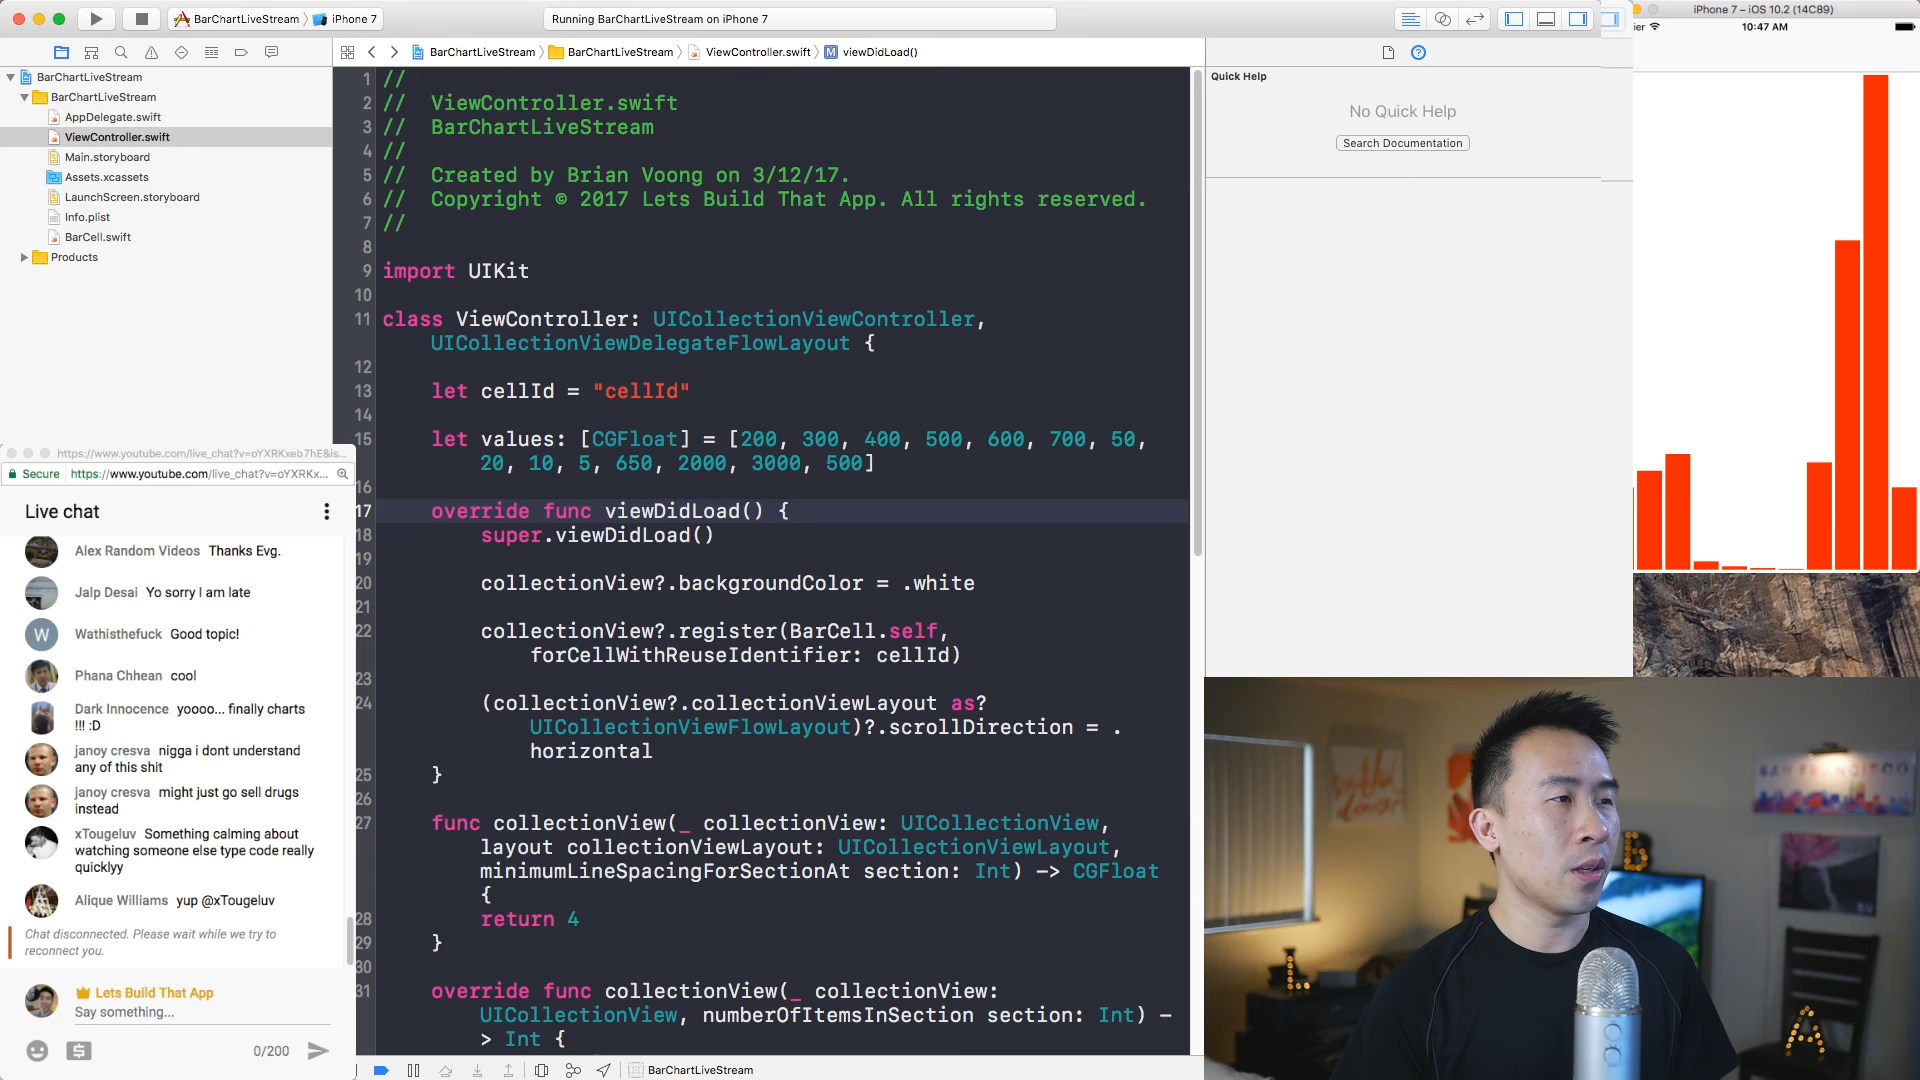 BarChartLiveStream
iPhone 7
Running BarChartLiveStream on iPhone 7
iPhone 7 – iOS 10.2 (14C89)
10:47 AM
BarChartLiveStream
BarChartLiveStream
ViewController.swift
M
viewDidLoad()
BarChartLiveStream
BarChartLiveStream
AppDelegate.swift
ViewController.swift
Main.storyboard
Assets.xcassets
LaunchScreen.storyboard
Info.plist
BarCell.swift
Products
1 //
2 //  ViewController.swift
3 //  BarChartLiveStream
4 //
5 //  Created by Brian Voong on 3/12/17.
6 //  Copyright © 2017 Lets Build That App. All rights reserved.
7 //
8
9 import UIKit
10
11 class ViewController: UICollectionViewController,
UICollectionViewDelegateFlowLayout {
12
13 let cellId = "cellId"
14
15 let values: [CGFloat] = [200, 300, 400, 500, 600, 700, 50,
20, 10, 5, 650, 2000, 3000, 500]
16
17 override func viewDidLoad() {
18 super.viewDidLoad()
19
20 collectionView?.backgroundColor = .white
21
22 collectionView?.register(BarCell.self,
forCellWithReuseIdentifier: cellId)
23
24 (collectionView?.collectionViewLayout as?
UICollectionViewFlowLayout)?.scrollDirection = .
horizontal
25 }
26
27 func collectionView(_ collectionView: UICollectionView,
layout collectionViewLayout: UICollectionViewLayout,
minimumLineSpacingForSectionAt section: Int) -> CGFloat
{
28 return 4
29 }
30
31 override func collectionView(_ collectionView:
UICollectionView, numberOfItemsInSection section: Int) -
> Int {
BarChartLiveStream
Quick Help
No Quick Help
Search Documentation
https://www.youtube.com/live_chat?v=oYXRKxeb7hE&is...
Secure
https://www.youtube.com/live_chat?v=oYXRKx...
Live chat
Alex Random Videos Thanks Evg.
Jalp Desai Yo sorry I am late
W
Wathisthefuck Good topic!
Phana Chhean cool
Dark Innocence yoooo... finally charts
!!! :D
janoy cresva nigga i dont understand
any of this shit
janoy cresva might just go sell drugs
instead
xTougeluv Something calming about
watching someone else type code really
quicklyy
Alique Williams yup @xTougeluv
Chat disconnected. Please wait while we try to
reconnect you.
Lets Build That App
Say something...
0/200
SAN FRANCISCO
L
B
A